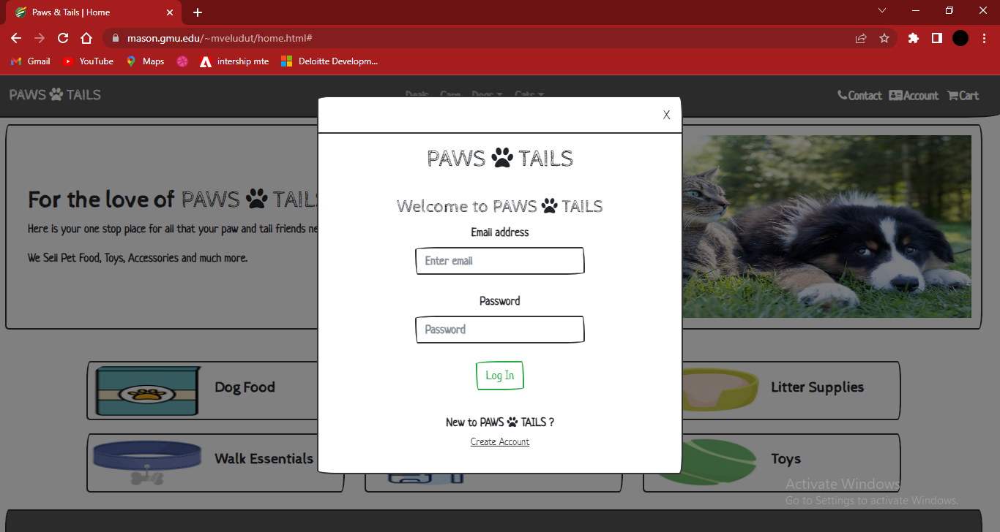 Paws & Tails | Home
mason.gmu.edu/~mveludut/home.html#
Gmail YouTube Maps intership mte Deloitte Developm...
PAWS TAILS Deals Care Dogs Cats Contact Account Cart
X
PAWS TAILS
Welcome to PAWS TAILS
Email address
Enter email
Password
Password
Log In
New to PAWS TAILS ?
Create Account
For the love of PAWS TAILS
Here is your one stop place for all that your paw and tail friends
We Sell Pet Food, Toys, Accessories and much more.
Dog Food
Litter Supplies
Walk Essentials
Toys
Activate Windows
Go to Settings to activate Windows.